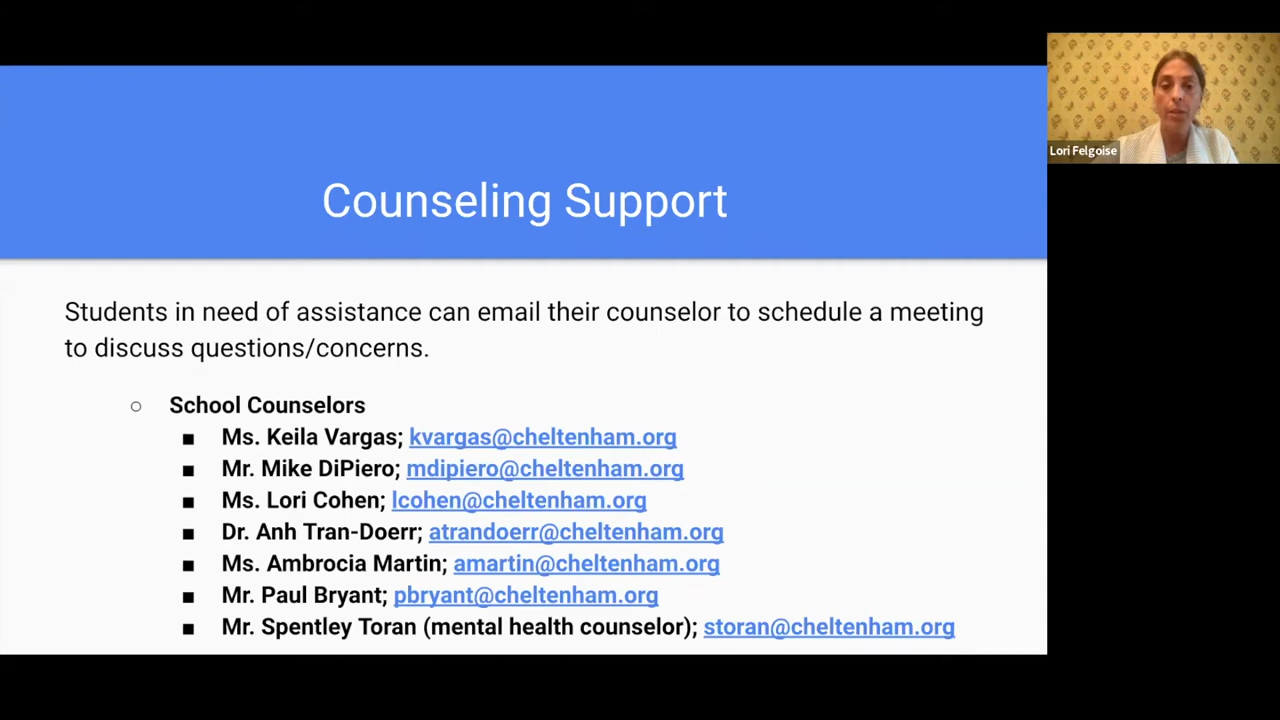 Counseling Support
Lori Felgoise
Students in need of assistance can email their counselor to schedule a meeting
to discuss questions/concerns.
○ School Counselors
■ Ms. Keila Vargas; kvargas@cheltenham.org
■ Mr. Mike DiPiero; mdipiero@cheltenham.org
■ Ms. Lori Cohen; lcohen@cheltenham.org
■ Dr. Anh Tran-Doerr; atrandoerr@cheltenham.org
■ Ms. Ambrocia Martin; amartin@cheltenham.org
■ Mr. Paul Bryant; pbryant@cheltenham.org
■ Mr. Spentley Toran (mental health counselor); storan@cheltenham.org